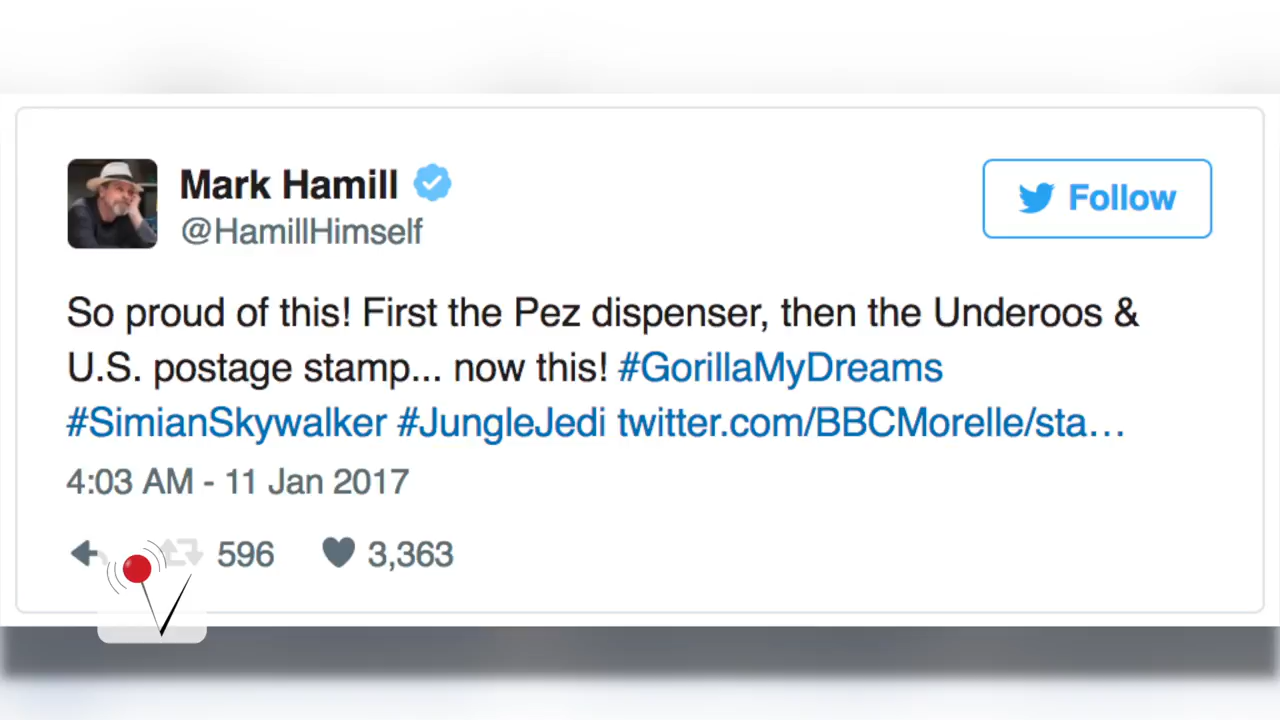 Mark Hamill
@HamillHimself
Follow
So proud of this! First the Pez dispenser, then the Underoos &
U.S. postage stamp... now this! #GorillaMyDreams
#SimianSkywalker #JungleJedi twitter.com/BBCMorelle/sta…
4:03 AM - 11 Jan 2017
596 3,363